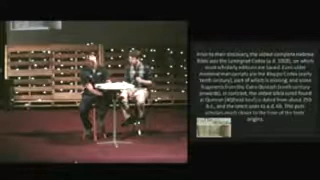 Prior to their discovery, the oldest complete Hebrew
Bible was the Leningrad Codex (a.d. 1008), on which
most scholarly editions are based. Even older
medieval manuscripts are the Aleppo Codex (early
tenth century), part of which is missing, and some
fragments from the Cairo Genizah (ninth century
onwards). In contrast, the oldest biblical text found
at Qumran dated from about 250
b.c., and the latest ones to a.d. 68. This puts
scholars much closer to the time of the texts'
origins.